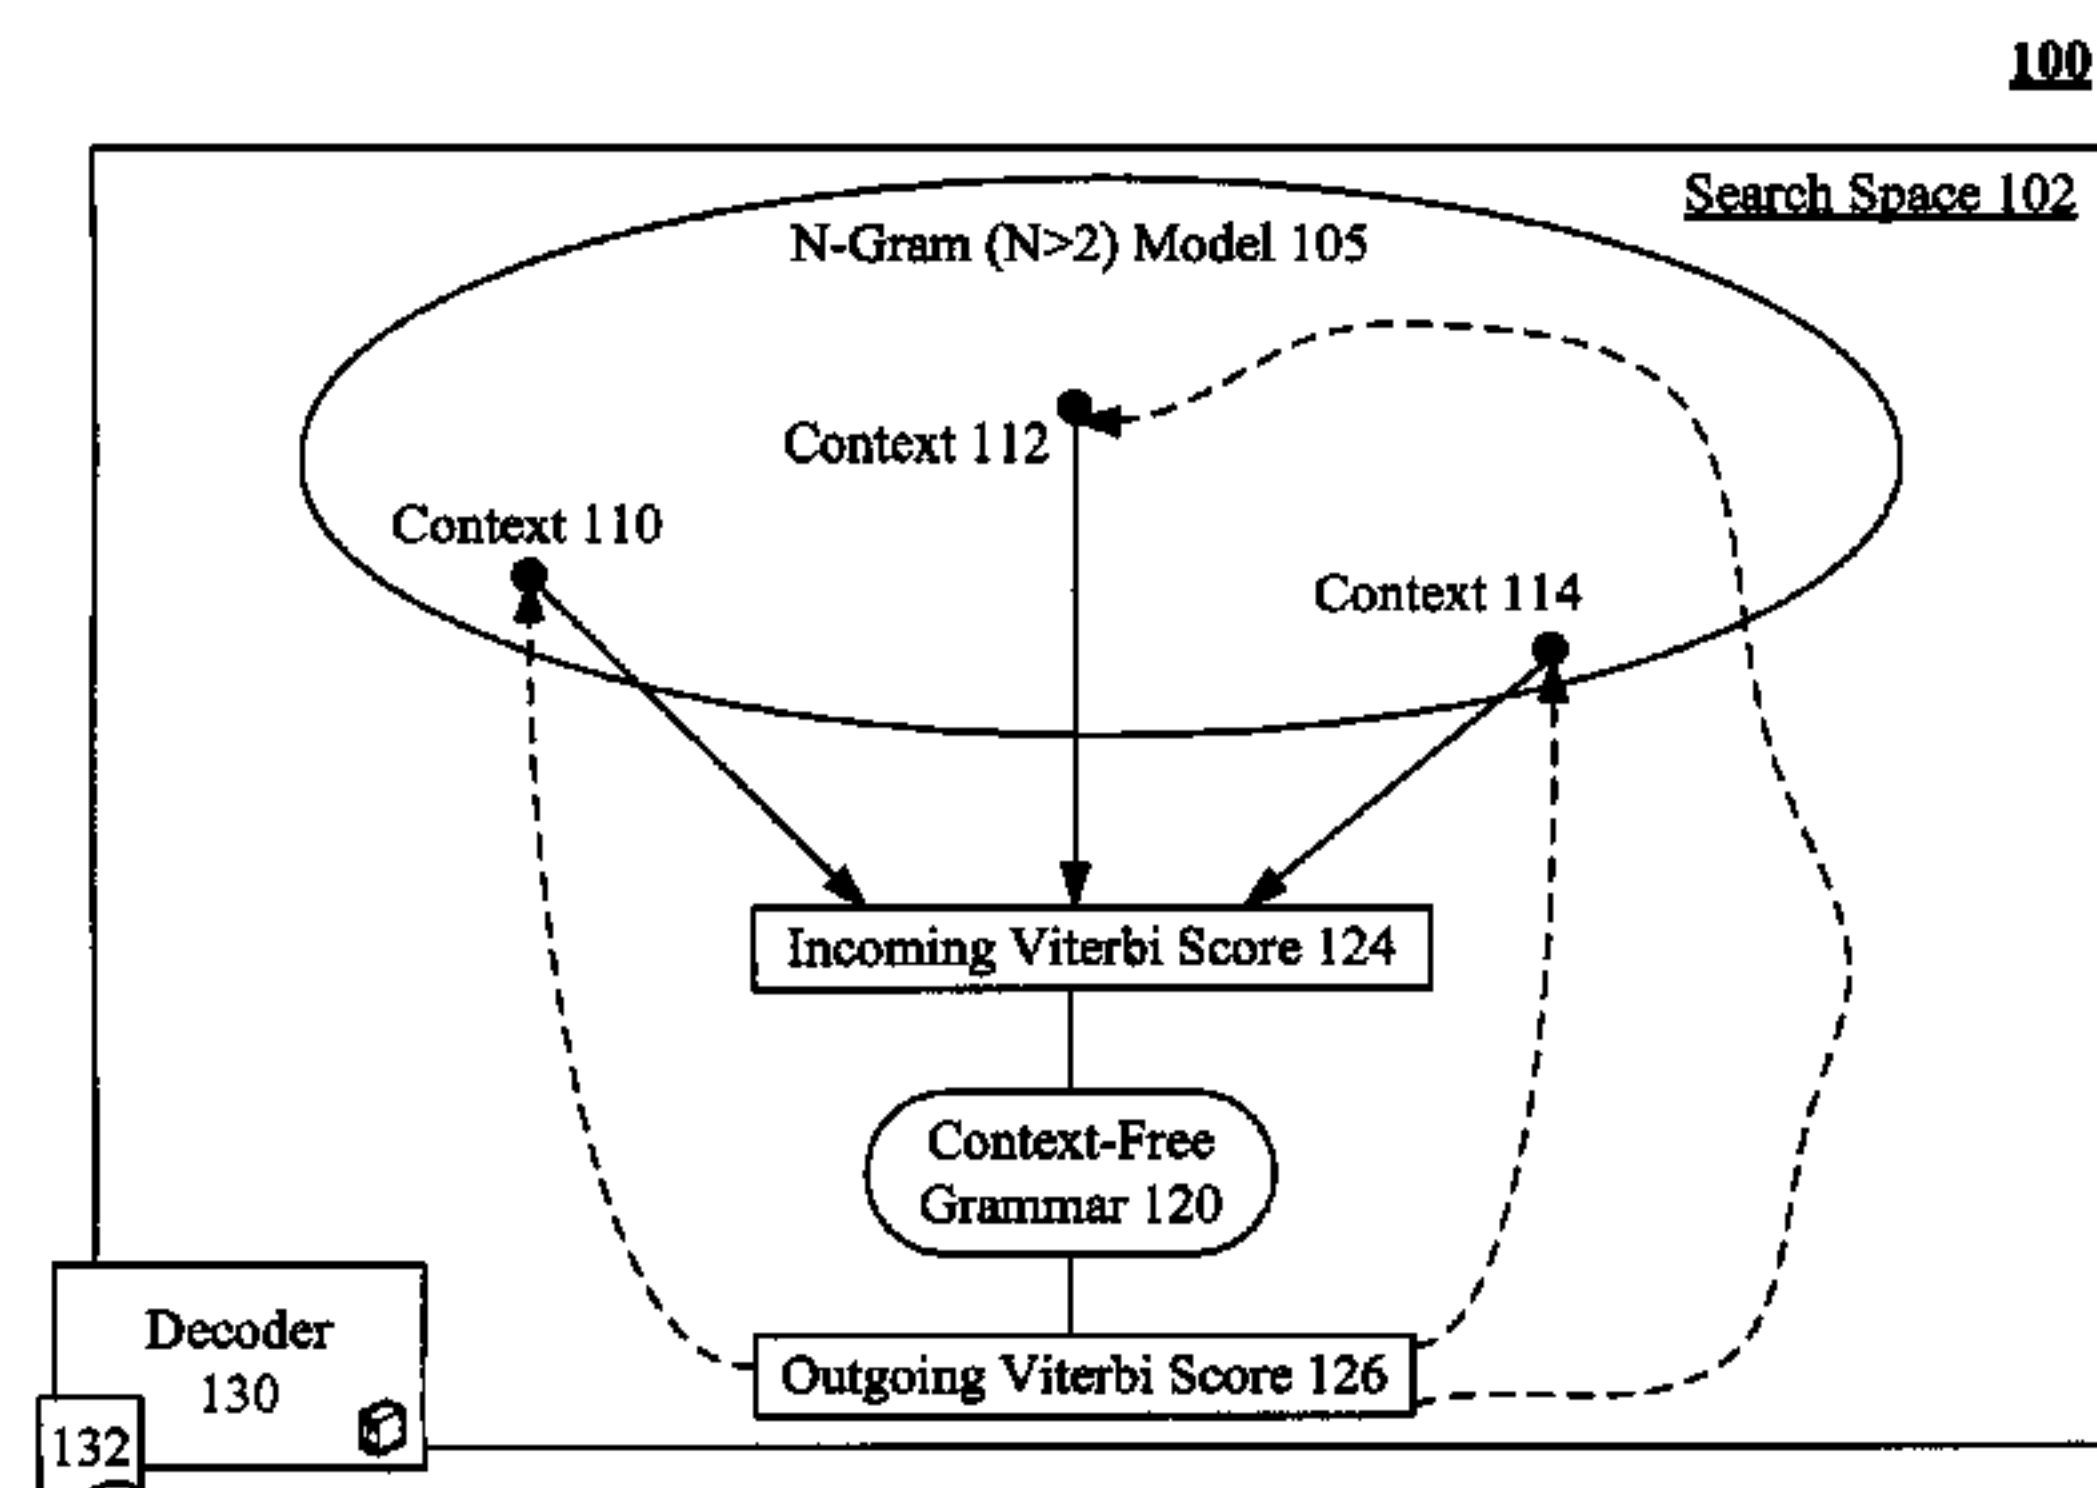 100
Search Space 102
N-Gram (N>2) Model 105
Context 112
Context 110
Context 114
Incoming Viterbi Score 124
Context-Free
Grammar 120
Decoder
130
Outgoing Viterbi Score 126
132